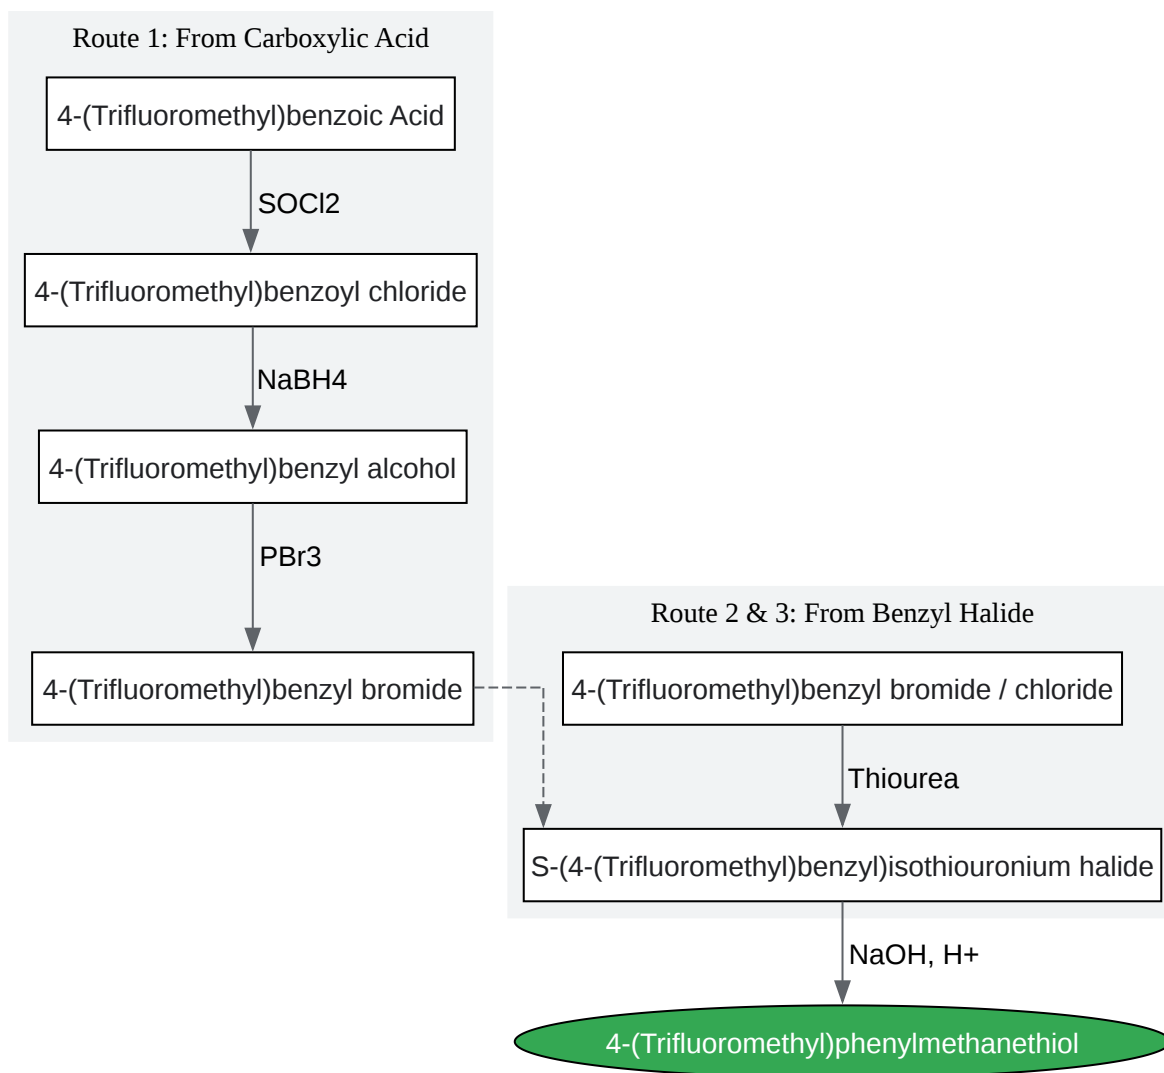 Route 1: From Carboxylic Acid
4-(Trifluoromethyl)benzoic Acid
SOCl2
4-(Trifluoromethyl)benzoyl chloride
NaBH4
4-(Trifluoromethyl)benzyl alcohol
PBr3
4-(Trifluoromethyl)benzyl bromide
Route 2 & 3: From Benzyl Halide
4-(Trifluoromethyl)benzyl bromide / chloride
Thiourea
S-(4-(Trifluoromethyl)benzyl)isothiouronium halide
NaOH, H+
4-(Trifluoromethyl)phenylmethanethiol